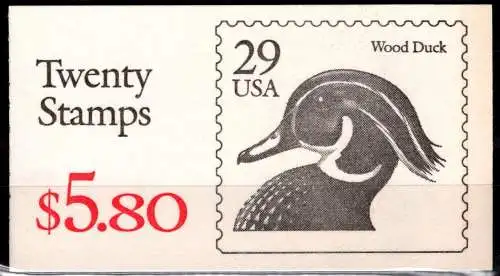 Twenty
Stamps
$5.80
29
USA
Wood Duck